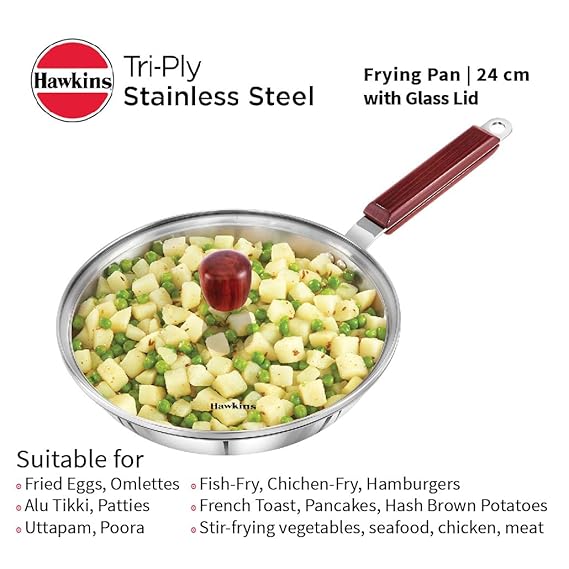 Hawkins
Tri-Ply
Stainless Steel
Frying Pan | 24 cm
with Glass Lid
Hawkins
Suitable for
Fried Eggs, Omlettes
Alu Tikki, Patties
Uttapam, Poora
Fish-Fry, Chichen-Fry, Hamburgers
French Toast, Pancakes, Hash Brown Potatoes
Stir-frying vegetables, seafood, chicken, meat